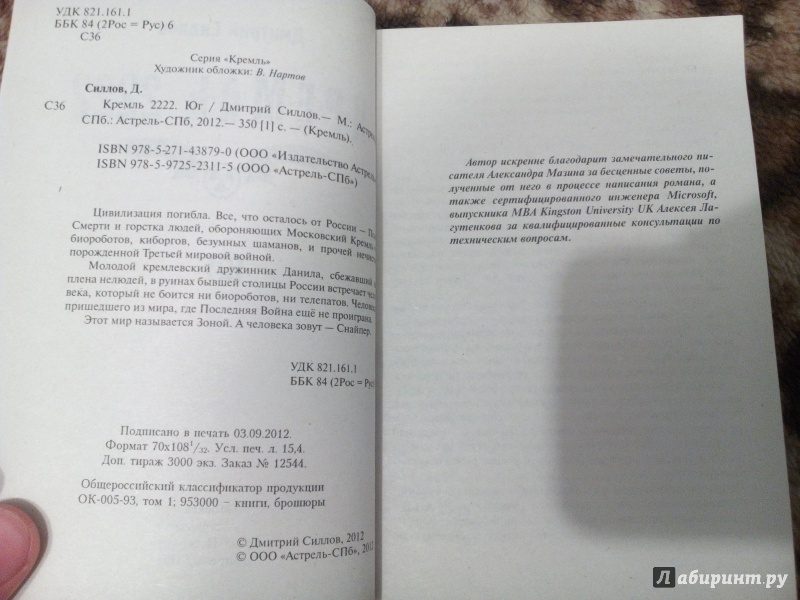 УДК 821.161.1
ББК 84 (2Рос = Рус) 6
С36
Серия «Кремль»
Художник обложки: В. Нартов
Силлов, Д.
С36 Кремль 2222. Юг / Дмитрий Силлов.— М.:
СПб.: Астрель-СПб, 2012.— 350 [1] с. — (Кремль).
ISBN 978-5-271-43879-0 (ООО «Издательство
ISBN 978-5-9725-2311-5 (ООО «Астрель-СПб»)
Цивилизация погибла. Все, что осталось от России —
Смерти и горстка людей, обороняющих Московский Кремль
биороботов, киборгов, безумных шаманов, и прочей
порожденной Третьей мировой войной.
Молодой кремлевский дружинник Данила, сбежавший
плена нелюдей, в руинах бывшей столицы России встречает
века, который не боится ни биороботов, ни телепатов.
пришедшего из мира, где Последняя Война ещё не проиграна.
Этот мир называется Зоной. А человека зовут — Снайпер.
УДК 821.161.1
ББК 84 (2Рос = Рус)
Подписано в печать 03.09.2012.
Формат 70х108¹/₃₂. Усл. печ. л. 15,4.
Доп. тираж 3000 экз. Заказ № 12544.
Общероссийский классификатор продукции
ОК-005-93, том 1; 953000 – книги, брошюры
© Дмитрий Силлов, 2012
© ООО «Астрель-СПб», 2012
Автор искренне благодарит замечательного пи-
сателя Александра Мазина за бесценные советы, по-
лученные от него в процессе написания романа, а
также сертифицированного инженера Microsoft,
выпускника MBA Kingston University UK Алексея Ла-
гутенкова за квалифицированные консультации по
техническим вопросам.
Лабиринт.ру